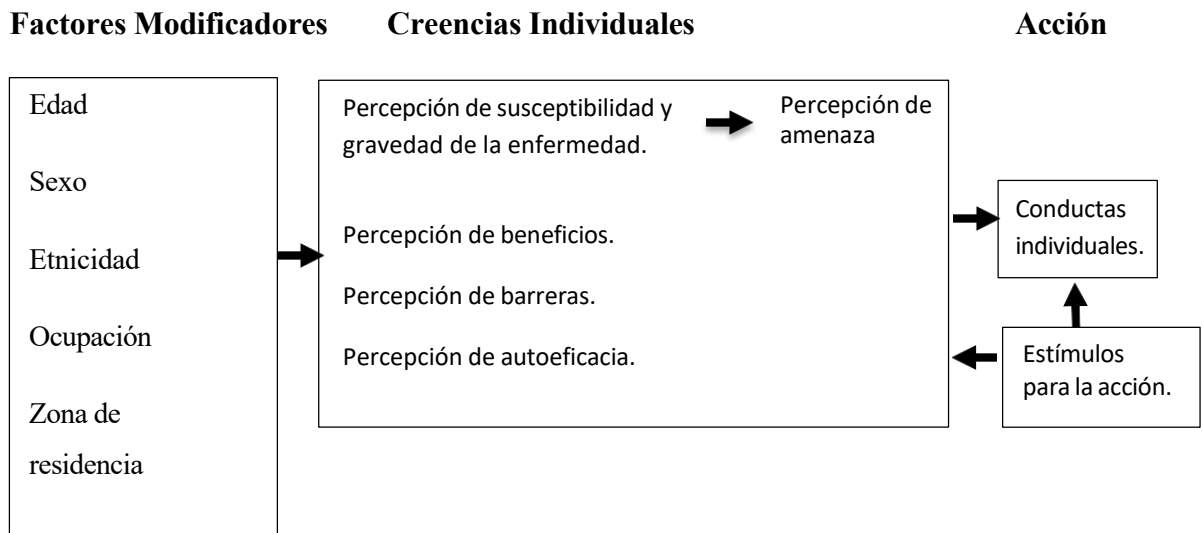 Factores Modificadores
Creencias Individuales
Acción
Edad
Sexo
Etnicidad
Ocupación
Zona de
residencia
Percepción de susceptibilidad y
gravedad de la enfermedad.
Percepción de
amenaza
Percepción de beneficios.
Percepción de barreras.
Percepción de autoeficacia.
Conductas
individuales.
Estímulos
para la acción.